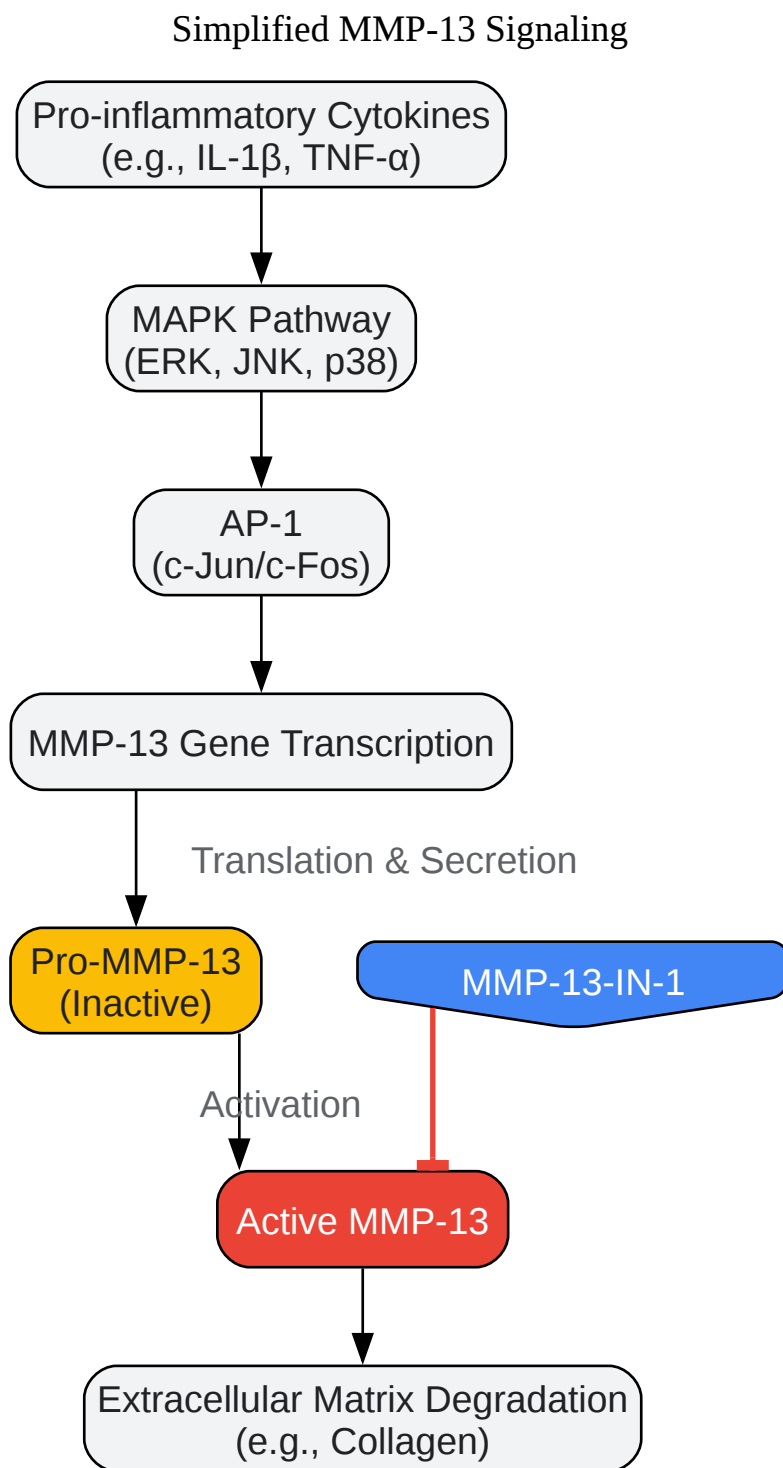 Simplified MMP-13 Signaling
Pro-inflammatory Cytokines
(e.g., IL-1β, TNF-α)
MAPK Pathway
(ERK, JNK, p38)
AP-1
(c-Jun/c-Fos)
MMP-13 Gene Transcription
Translation & Secretion
Pro-MMP-13
(Inactive)
MMP-13-IN-1
Activation
Active MMP-13
Extracellular Matrix Degradation
(e.g., Collagen)